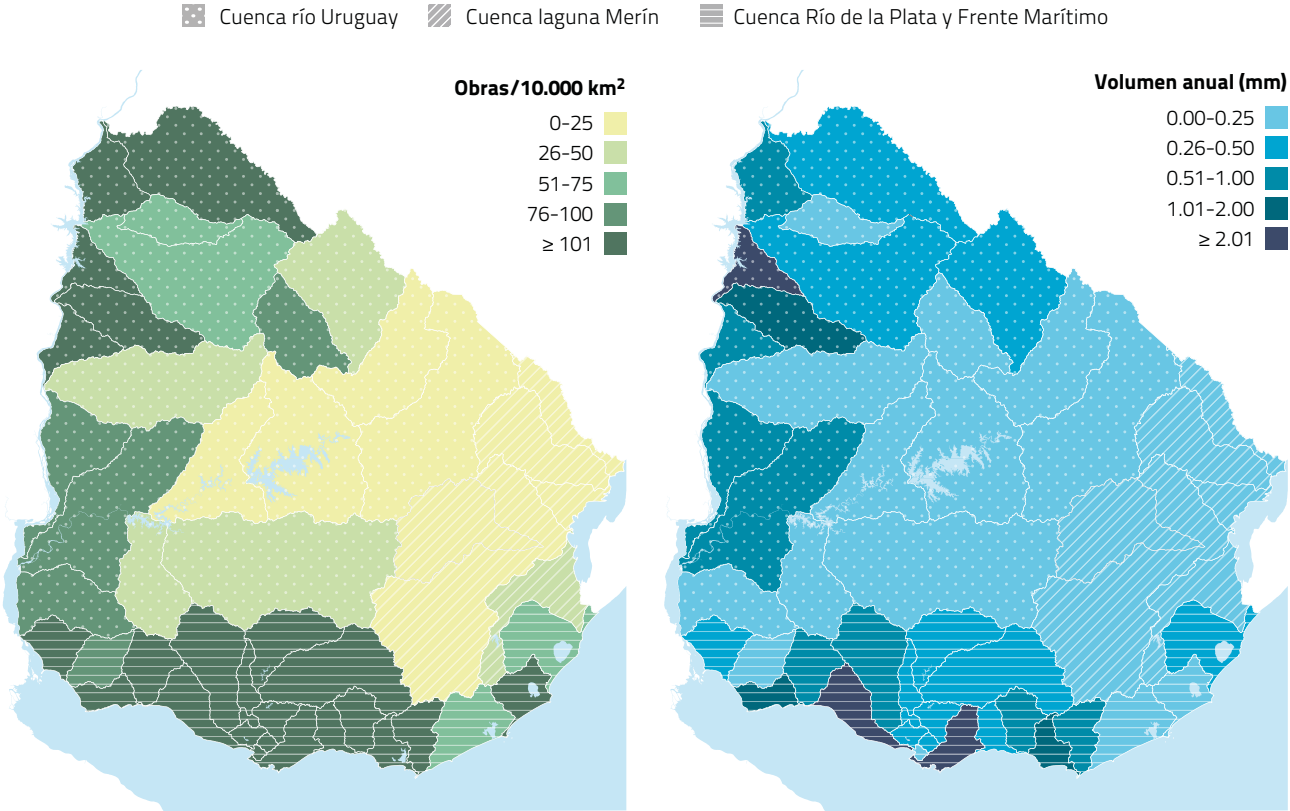 Cuenca río Uruguay
Cuenca laguna Merín
Cuenca Río de la Plata y Frente Marítimo
Obras/10.000 km²
0-25
26-50
51-75
76-100
≥ 101
Volumen anual (mm)
0.00-0.25
0.26-0.50
0.51-1.00
1.01-2.00
≥ 2.01